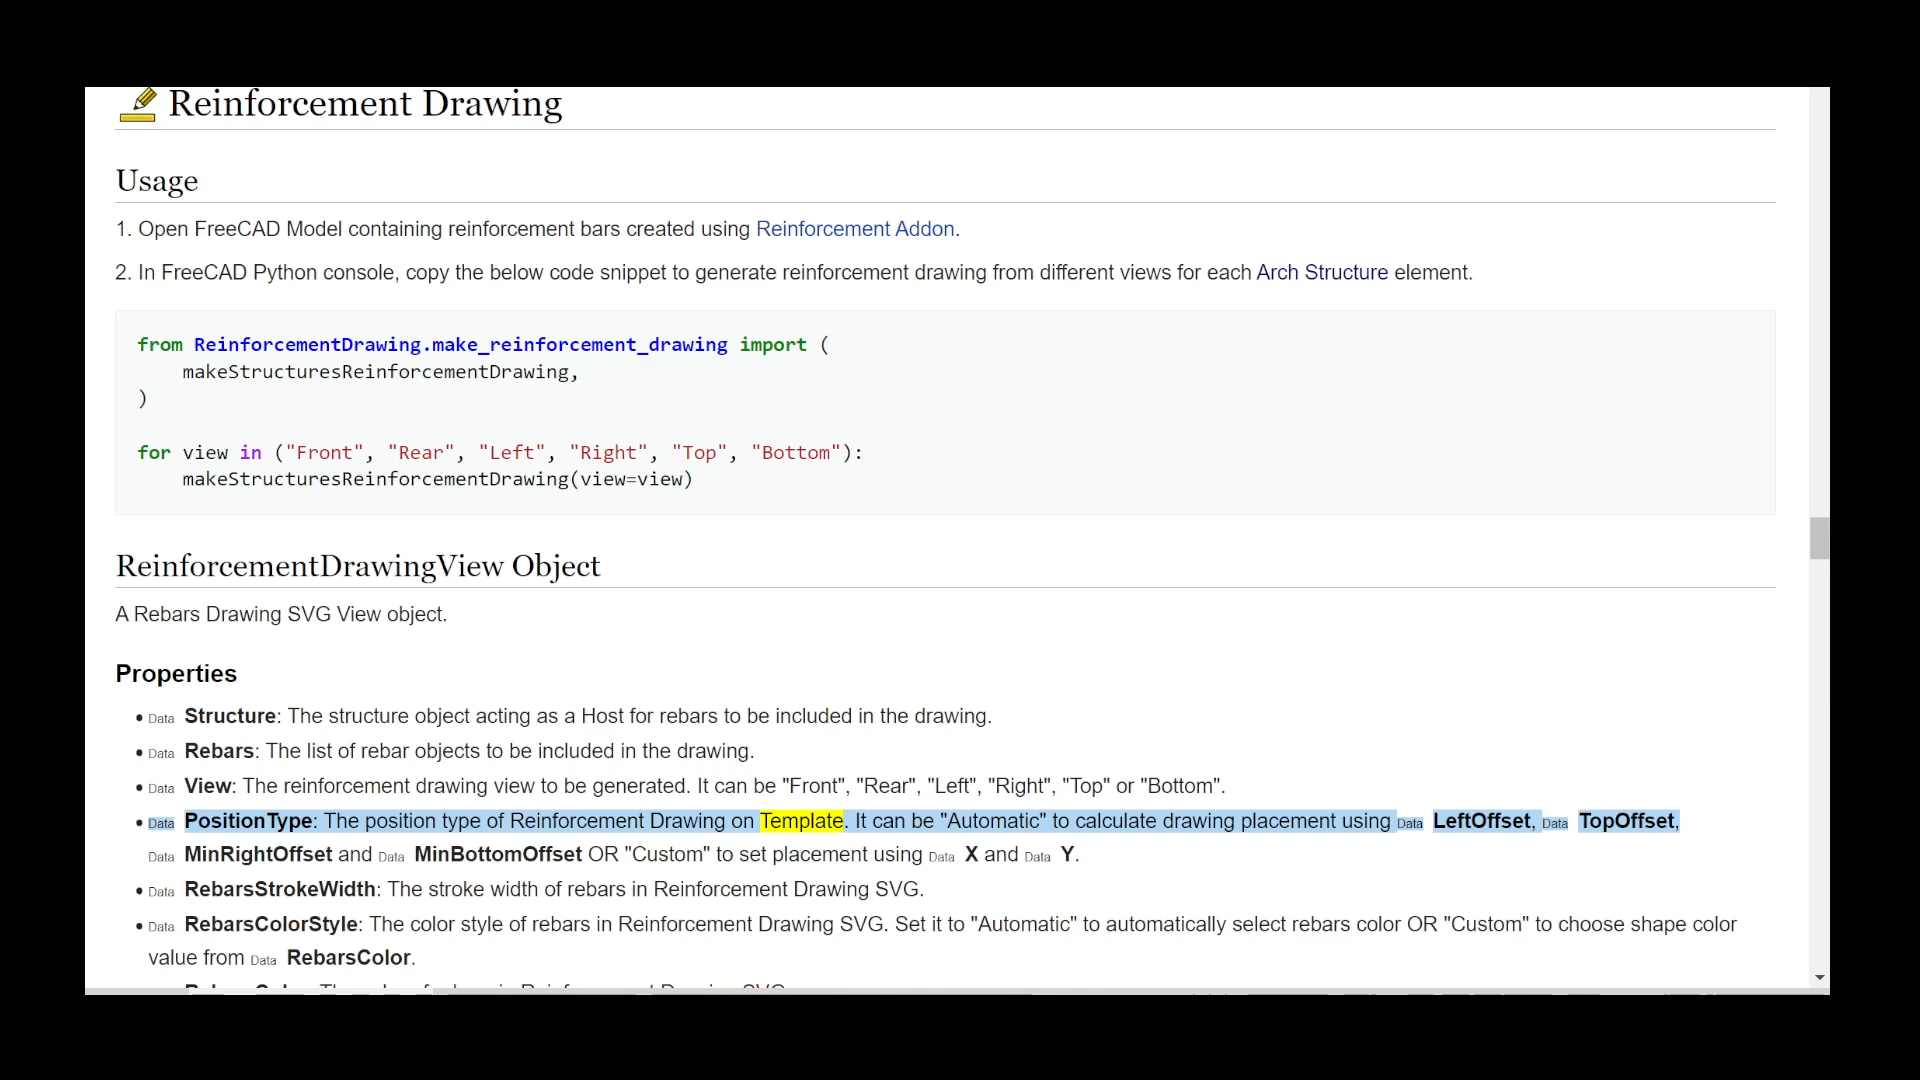 Reinforcement Drawing
Usage
1. Open FreeCAD Model containing reinforcement bars created using Reinforcement Addon.
2. In FreeCAD Python console, copy the below code snippet to generate reinforcement drawing from different views for each Arch Structure element.
from ReinforcementDrawing.make_reinforcement_drawing import (
    makeStructuresReinforcementDrawing,
)
for view in ("Front", "Rear", "Left", "Right", "Top", "Bottom"):
    makeStructuresReinforcementDrawing(view=view)
ReinforcementDrawingView Object
A Rebars Drawing SVG View object.
Properties
• Data Structure: The structure object acting as a Host for rebars to be included in the drawing.
• Data Rebars: The list of rebar objects to be included in the drawing.
• Data View: The reinforcement drawing view to be generated. It can be "Front", "Rear", "Left", "Right", "Top" or "Bottom".
• Data PositionType: The position type of Reinforcement Drawing on Template. It can be "Automatic" to calculate drawing placement using Data LeftOffset, Data TopOffset,
Data MinRightOffset and Data MinBottomOffset OR "Custom" to set placement using Data X and Data Y.
• Data RebarsStrokeWidth: The stroke width of rebars in Reinforcement Drawing SVG.
• Data RebarsColorStyle: The color style of rebars in Reinforcement Drawing SVG. Set it to "Automatic" to automatically select rebars color OR "Custom" to choose shape color
value from Data RebarsColor.